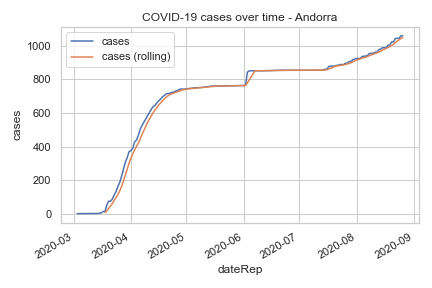 COVID-19 cases over time - Andorra
cases
cases (rolling)
1000
800
600
400
200
0
cases
2020-03
2020-04
2020-05
2020-06
2020-07
2020-08
2020-09
dateRep